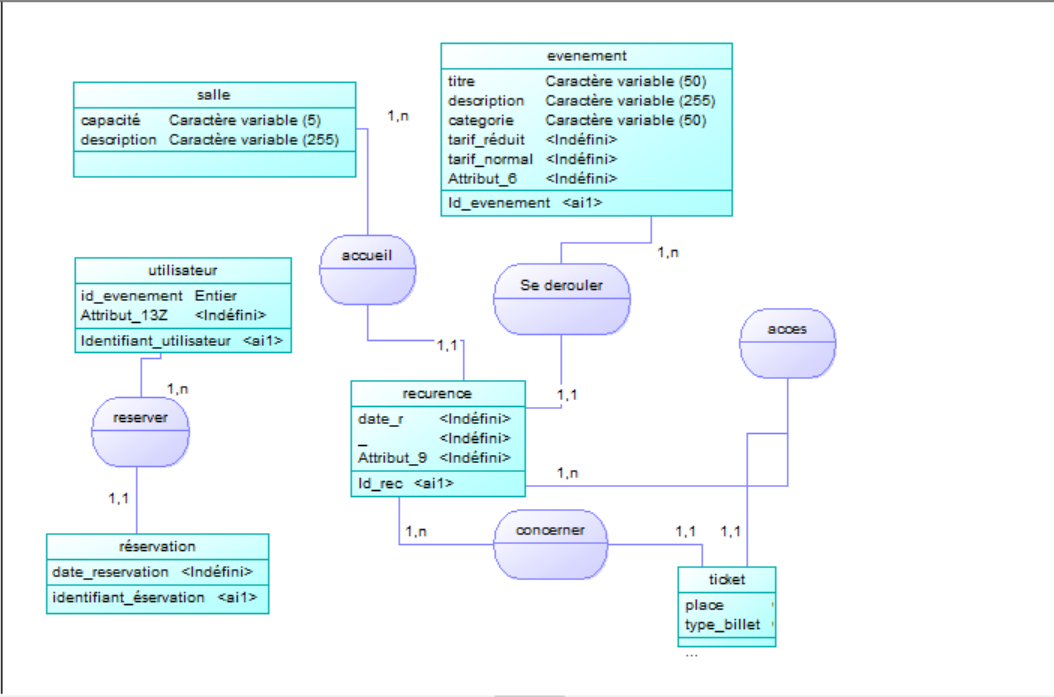 evenement
titre Caractère variable (50)
description Caractère variable (255)
categorie Caractère variable (50)
tarif_réduit <Indéfini>
tarif_normal <Indéfini>
Attribut_6 <Indéfini>
Id_evenement <ai1>
salle
capacité Caractère variable (5)
description Caractère variable (255)
1,n
accueil
1,n
Se derouler
utilisateur
id_evenement Entier
Attribut_13Z <Indéfini>
Identifiant_utilisateur <ai1>
acces
1,1
1,n
reserver
recurence
date_r <Indéfini>
_ <Indéfini>
Attribut_9 <Indéfini>
Id_rec <ai1>
1,1
1,n
1,1
réservation
date_reservation <Indéfini>
identifiant_éservation <ai1>
1,n
concerner
1,1
1,1
ticket
place
type_billet
...